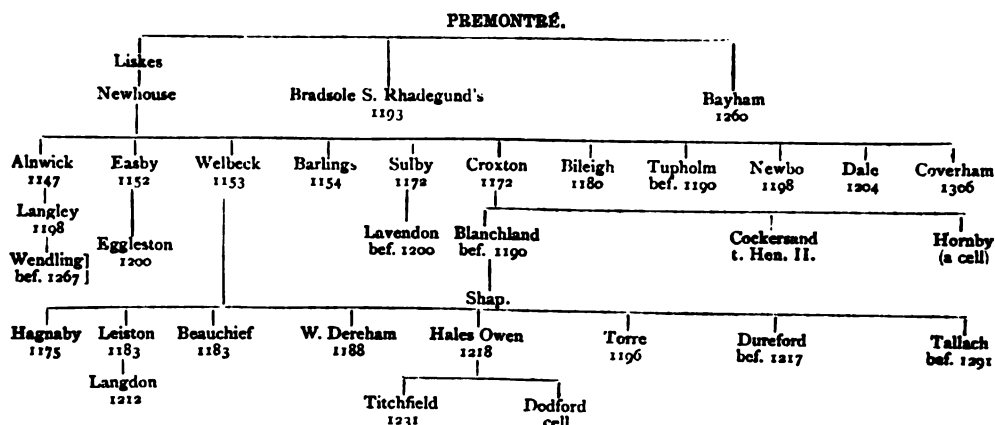 PREMONTRÉ.
Liskes
Newhouse
Bradsole S. Rhadegund's
1193
Bayham
1260
Alnwick
1147
Easby
1152
Welbeck
1153
Barlings
1154
Sulby
1172
Croxton
1172
Bileigh
1180
Tupholm
bef. 1190
Newbo
1198
Dale
1204
Coverham
1306
Langley
1198
Wendling]
bef. 1267]
Eggleston
1200
Lavendon
bef. 1200
Blanchland
bef. 1190
Cockersand
t. Hen. II.
Hornby
(a cell)
Shap.
Hagnaby
1175
Leiston
1183
Beauchief
1183
W. Dereham
1188
Hales Owen
1218
Torre
1196
Dureford
bef. 1217
Tallach
bef. 1291
Langdon
1212
Titchfield
1231
Dodford
cell